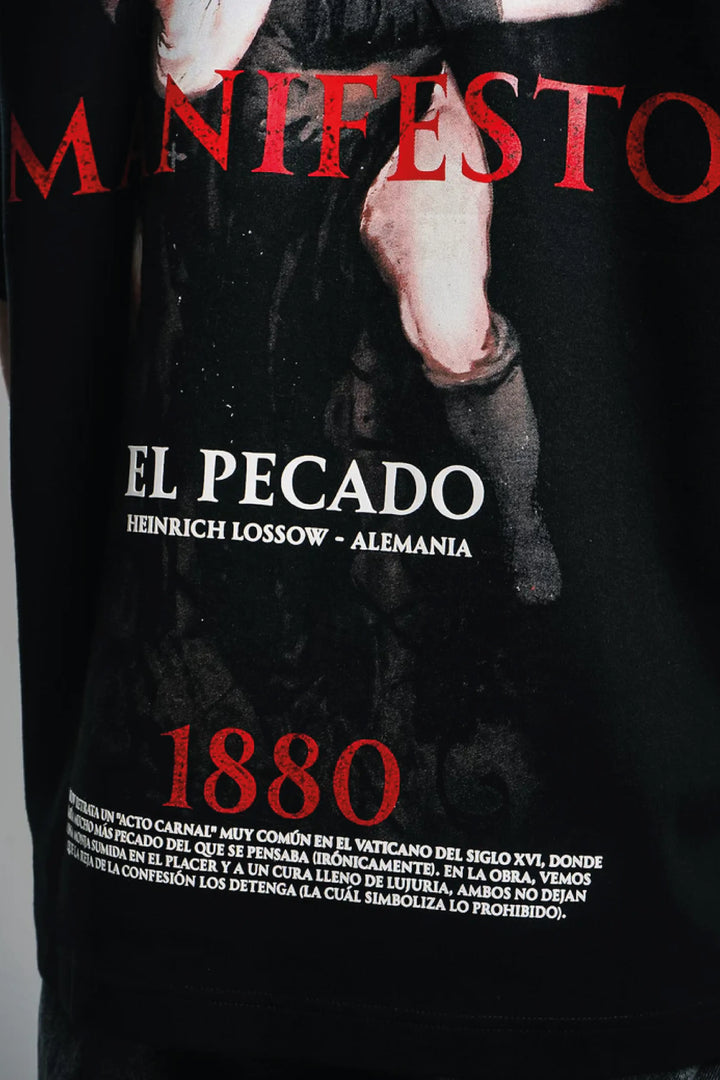 MANIFESTO
EL PECADO
HEINRICH LOSSOW - ALEMANIA
1880
RETRATA UN "ACTO CARNAL" MUY COMÚN EN EL VATICANO DEL SIGLO XVI, DONDE
MUCHO MÁS PECADO DEL QUE SE PENSABA (IRÓNICAMENTE). EN LA OBRA, VEMOS
MONJA SUMIDA EN EL PLACER Y A UN CURA LLENO DE LUJURIA, AMBOS NO DEJAN
QUE LA REJA DE LA CONFESIÓN LOS DETENGA (LA CUÁL SIMBOLIZA LO PROHIBIDO).